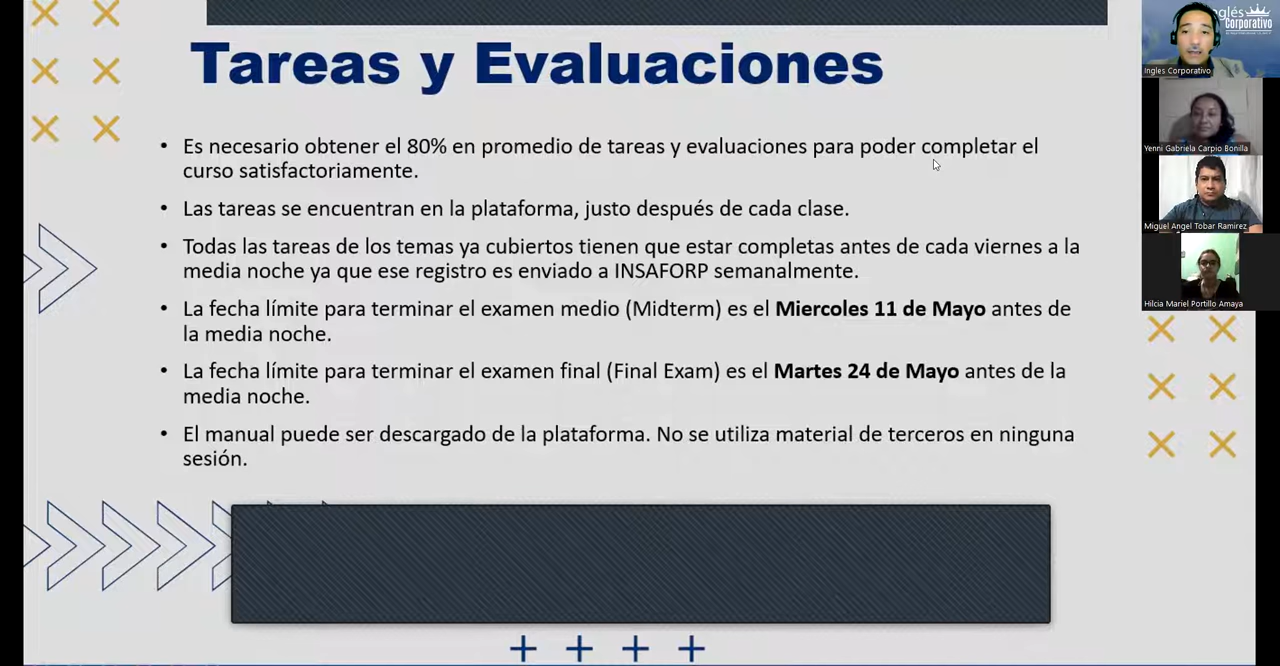 Tareas y Evaluaciones
• Es necesario obtener el 80% en promedio de tareas y evaluaciones para poder completar el
curso satisfactoriamente.
• Las tareas se encuentran en la plataforma, justo después de cada clase.
• Todas las tareas de los temas ya cubiertos tienen que estar completas antes de cada viernes a la
media noche ya que ese registro es enviado a INSAFORP semanalmente.
• La fecha límite para terminar el examen medio (Midterm) es el Miercoles 11 de Mayo antes de
la media noche.
• La fecha límite para terminar el examen final (Final Exam) es el Martes 24 de Mayo antes de la
media noche.
• El manual puede ser descargado de la plataforma. No se utiliza material de terceros en ninguna
sesión.
Inglés
Corporativo
Ingles Corporativo
Yenni Gabriela Carpio Bonilla
Miguel Angel Tobar Ramirez
Hilcia Mariel Portillo Amaya